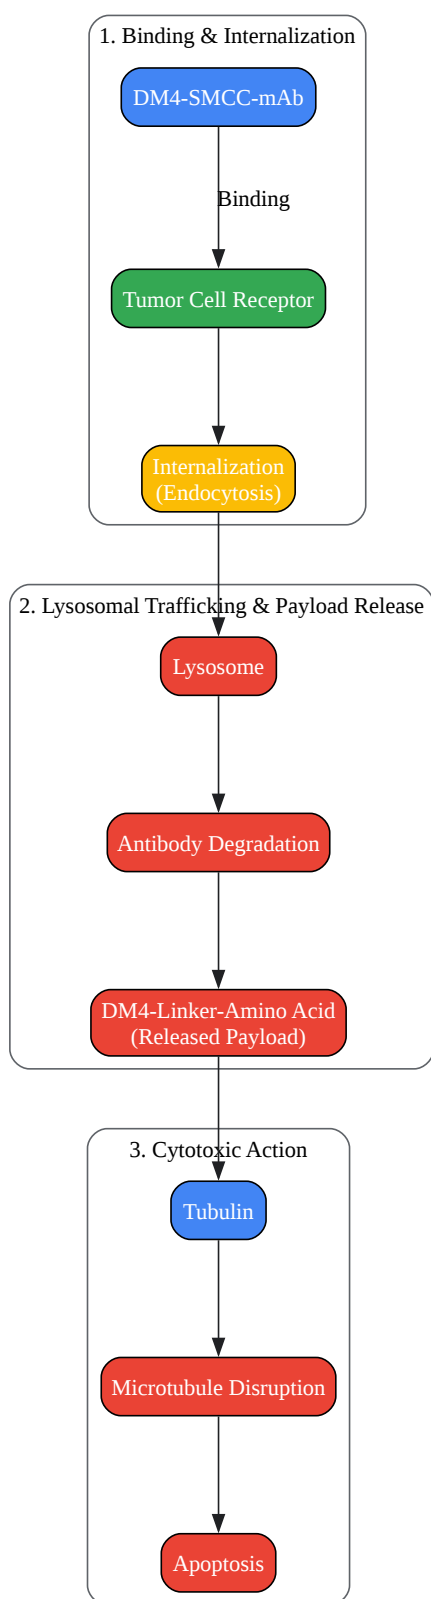 1. Binding & Internalization
DM4-SMCC-mAb
Binding
Tumor Cell Receptor
Internalization
(Endocytosis)
2. Lysosomal Trafficking & Payload Release
Lysosome
Antibody Degradation
DM4-Linker-Amino Acid
(Released Payload)
3. Cytotoxic Action
Tubulin
Microtubule Disruption
Apoptosis